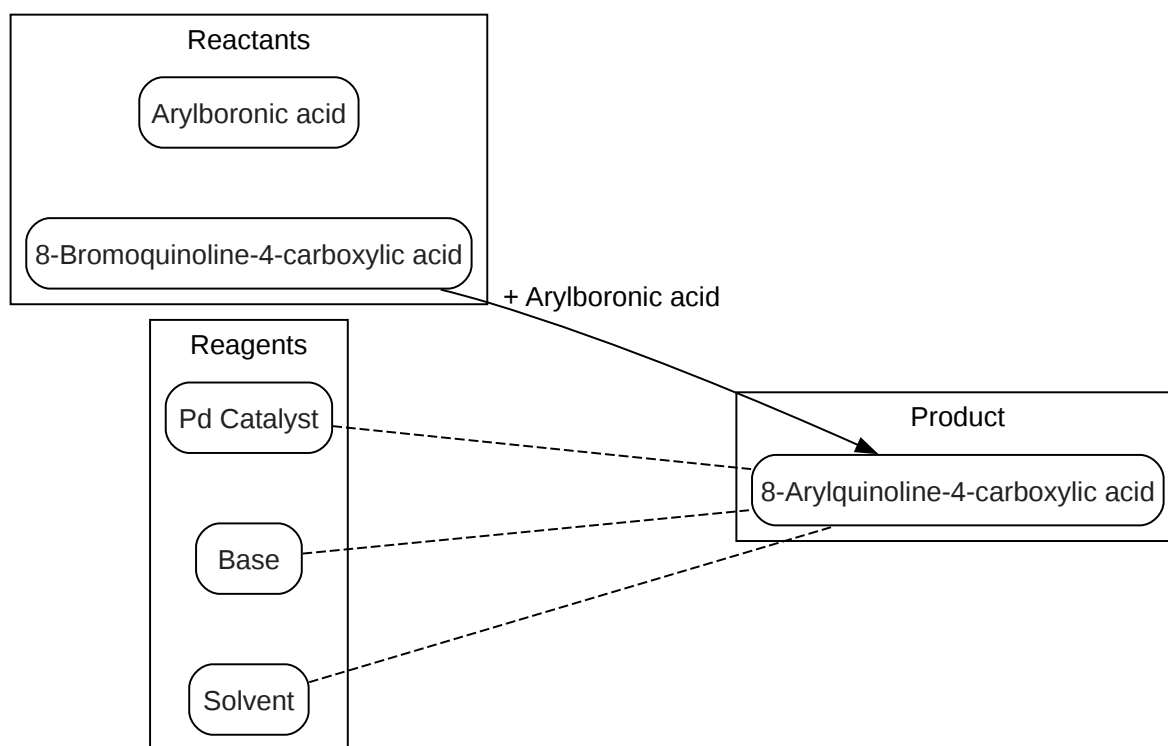 Reactants
Arylboronic acid
8-Bromoquinoline-4-carboxylic acid
+ Arylboronic acid
Reagents
Pd Catalyst
Product
8-Arylquinoline-4-carboxylic acid
Base
Solvent